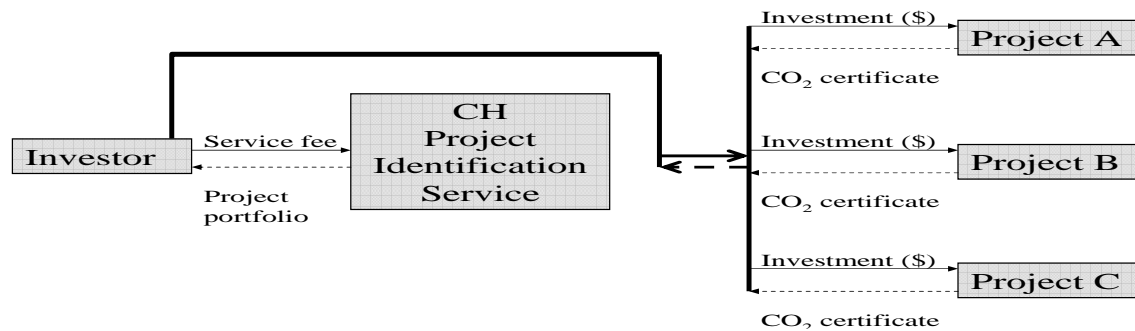 Investment ($)
Project A
CO₂ certificate
CH
Project
Identification
Service
Investor
Service fee
Project
portfolio
Investment ($)
Project B
CO₂ certificate
Investment ($)
Project C
CO₂ certificate